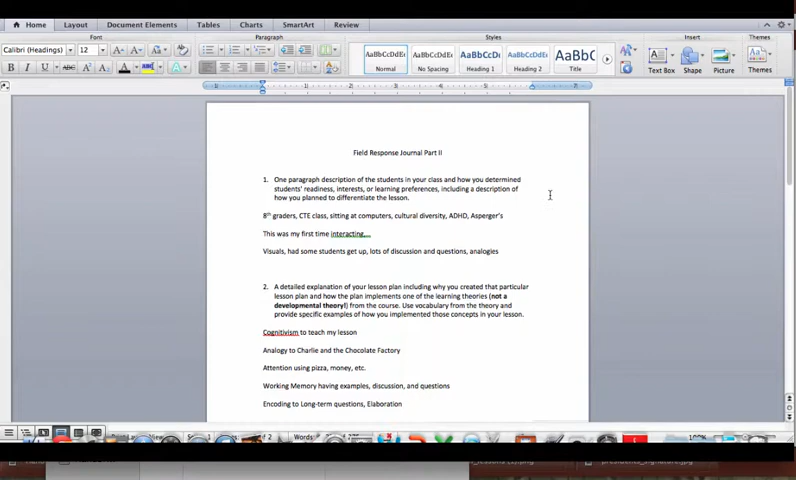 Home Layout Document Elements Tables Charts SmartArt Review
Font Paragraph Styles Insert Themes
Calibri (Headings) 12
AaBbCcDdEe AaBbCcDdEe AaBbCcDd AaBbCcDdEe AaBbC
Normal No Spacing Heading 1 Heading 2 Title Text Box Shape Picture Themes
Field Response Journal Part II
1. One paragraph description of the students in your class and how you determined
students' readiness, interests, or learning preferences, including a description of
how you planned to differentiate the lesson.
8th graders, CTE class, sitting at computers, cultural diversity, ADHD, Asperger's
This was my first time interacting...
Visuals, had some students get up, lots of discussion and questions, analogies
2. A detailed explanation of your lesson plan including why you created that particular
lesson plan and how the plan implements one of the learning theories (not a
developmental theory!) from the course. Use vocabulary from the theory and
provide specific examples of how you implemented those concepts in your lesson.
Cognitivism to teach my lesson
Analogy to Charlie and the Chocolate Factory
Attention using pizza, money, etc.
Working Memory having examples, discussion, and questions
Encoding to Long-term questions, Elaboration